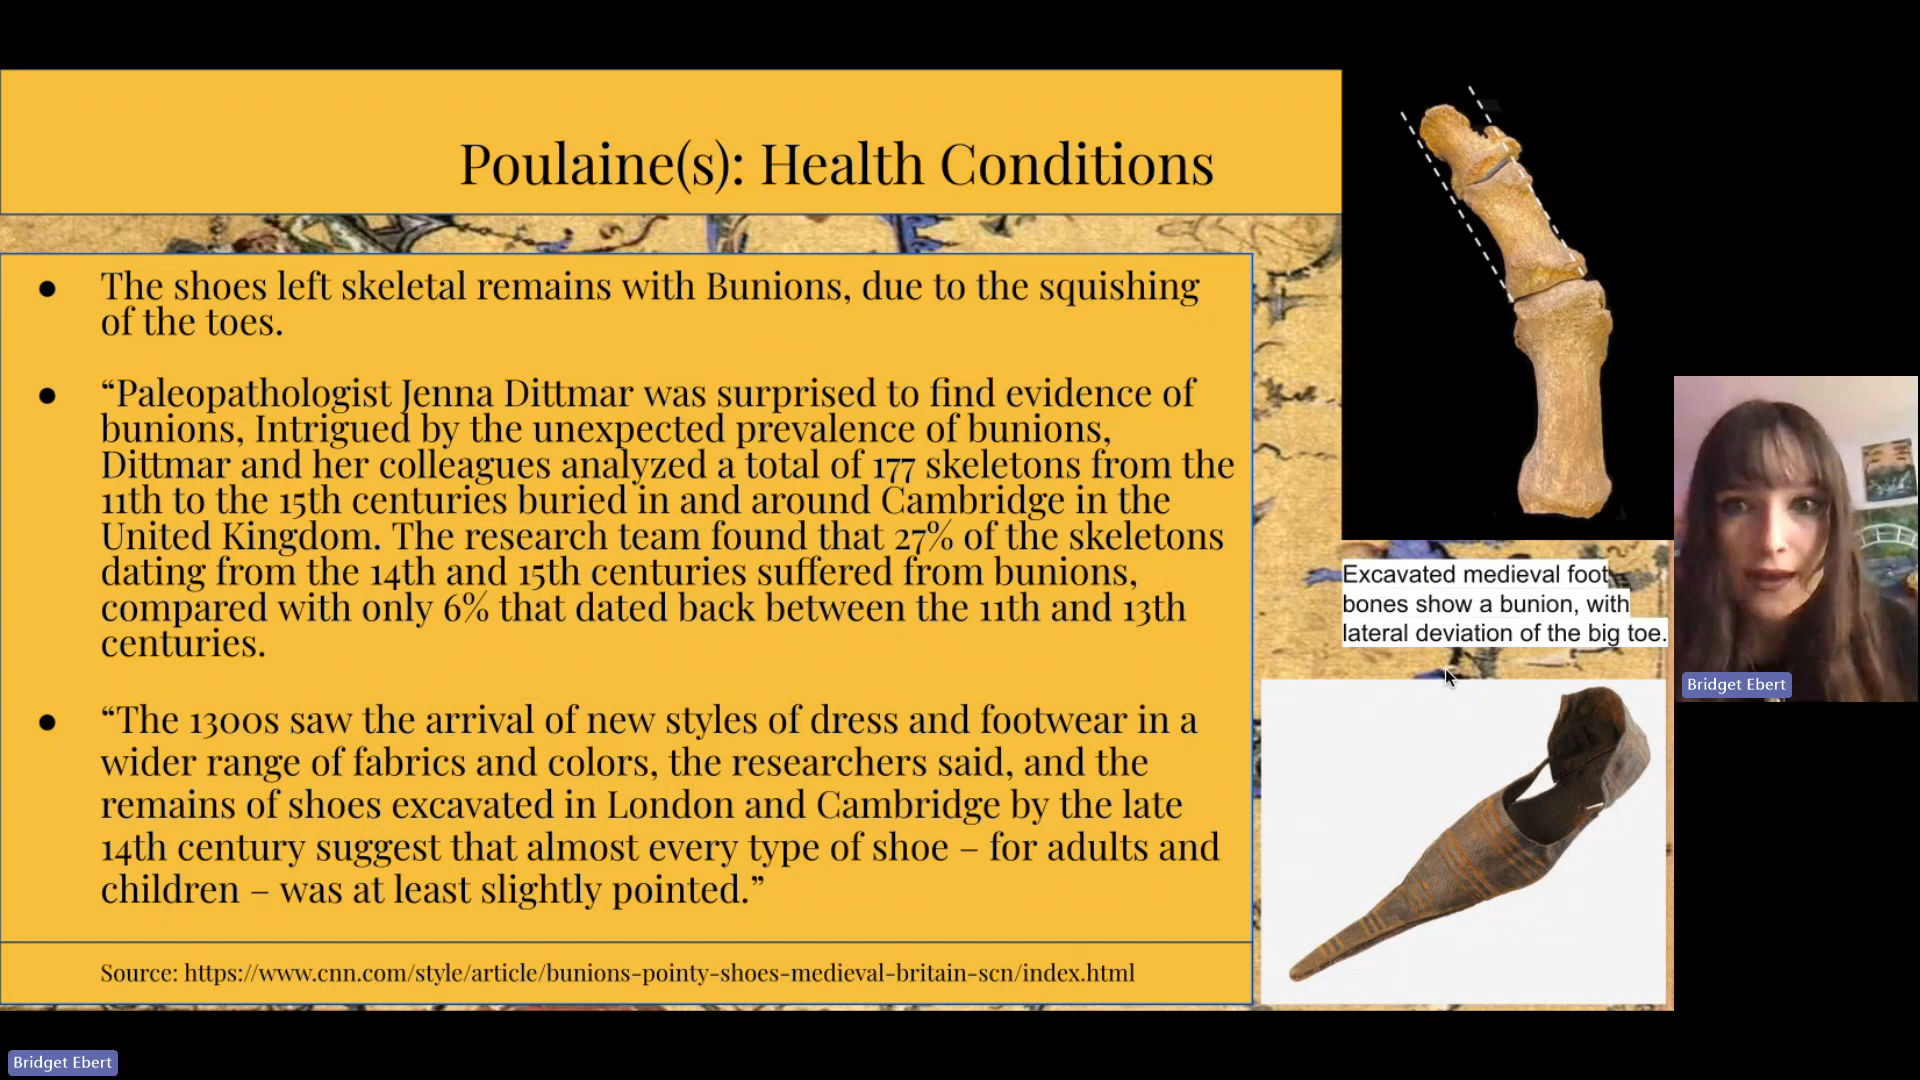 Poulaine(s): Health Conditions
● The shoes left skeletal remains with Bunions, due to the squishing
of the toes.
● “Paleopathologist Jenna Dittmar was surprised to find evidence of
bunions, Intrigued by the unexpected prevalence of bunions,
Dittmar and her colleagues analyzed a total of 177 skeletons from the
11th to the 15th centuries buried in and around Cambridge in the
United Kingdom. The research team found that 27% of the skeletons
dating from the 14th and 15th centuries suffered from bunions,
compared with only 6% that dated back between the 11th and 13th
centuries.
● “The 1300s saw the arrival of new styles of dress and footwear in a
wider range of fabrics and colors, the researchers said, and the
remains of shoes excavated in London and Cambridge by the late
14th century suggest that almost every type of shoe – for adults and
children – was at least slightly pointed.”
Source: https://www.cnn.com/style/article/bunions-pointy-shoes-medieval-britain-scn/index.html
Excavated medieval foot
bones show a bunion, with
lateral deviation of the big toe.
Bridget Ebert
Bridget Ebert